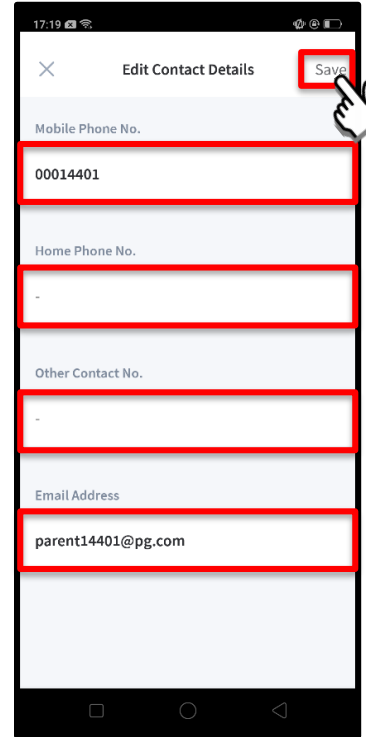 17:19
Edit Contact Details
Save
Mobile Phone No.
00014401
Home Phone No.
-
Other Contact No.
-
Email Address
parent14401@pg.com